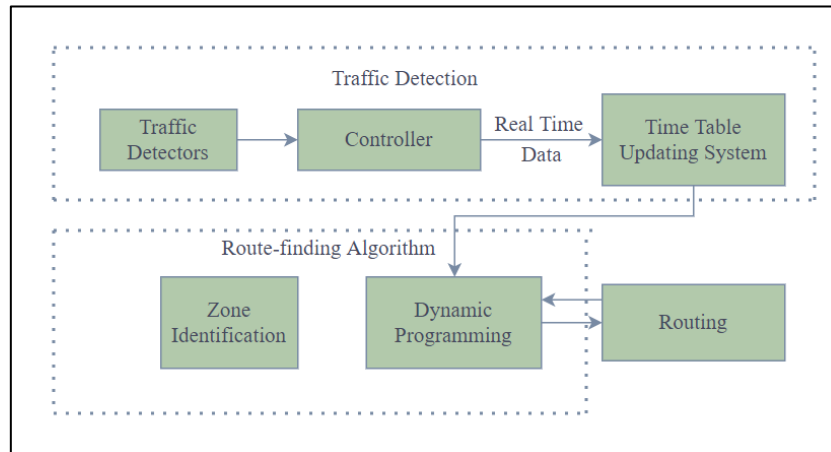 Traffic Detection
Traffic
Detectors
Controller
Real Time
Data
Time Table
Updating System
Route-finding Algorithm
Zone
Identification
Dynamic
Programming
Routing